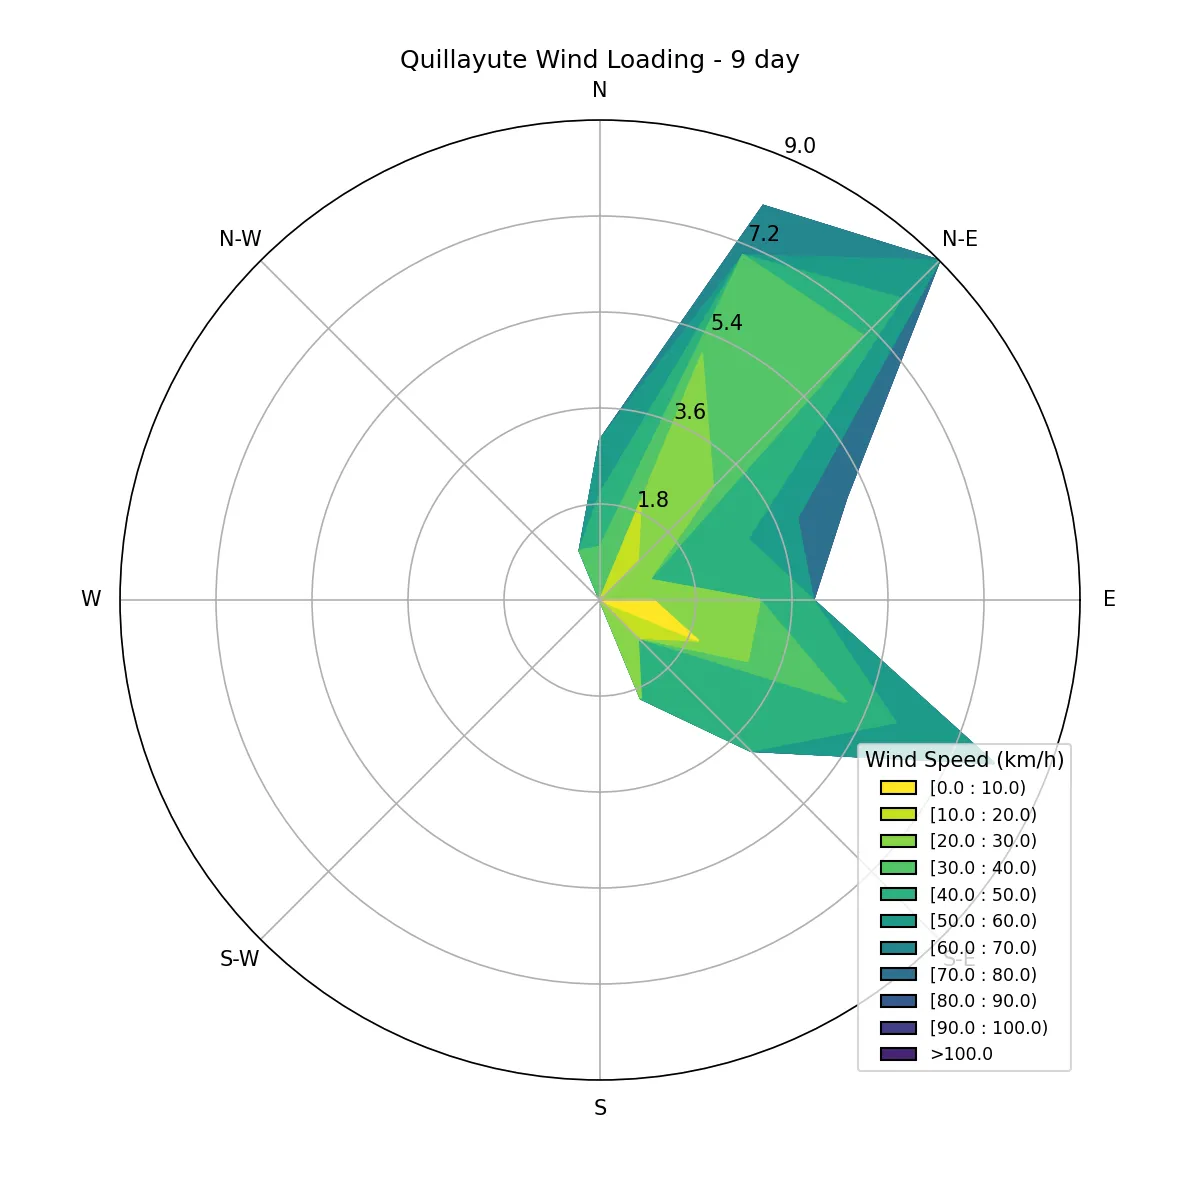 Quillayute Wind Loading - 9 day
N
9.0
N-W
7.2
N-E
5.4
3.6
1.8
W
E
Wind Speed (km/h)
[0.0 : 10.0)
[10.0 : 20.0)
[20.0 : 30.0)
[30.0 : 40.0)
[40.0 : 50.0)
[50.0 : 60.0)
[60.0 : 70.0)
[70.0 : 80.0)
[80.0 : 90.0)
[90.0 : 100.0)
>100.0
S-W
S-E
S